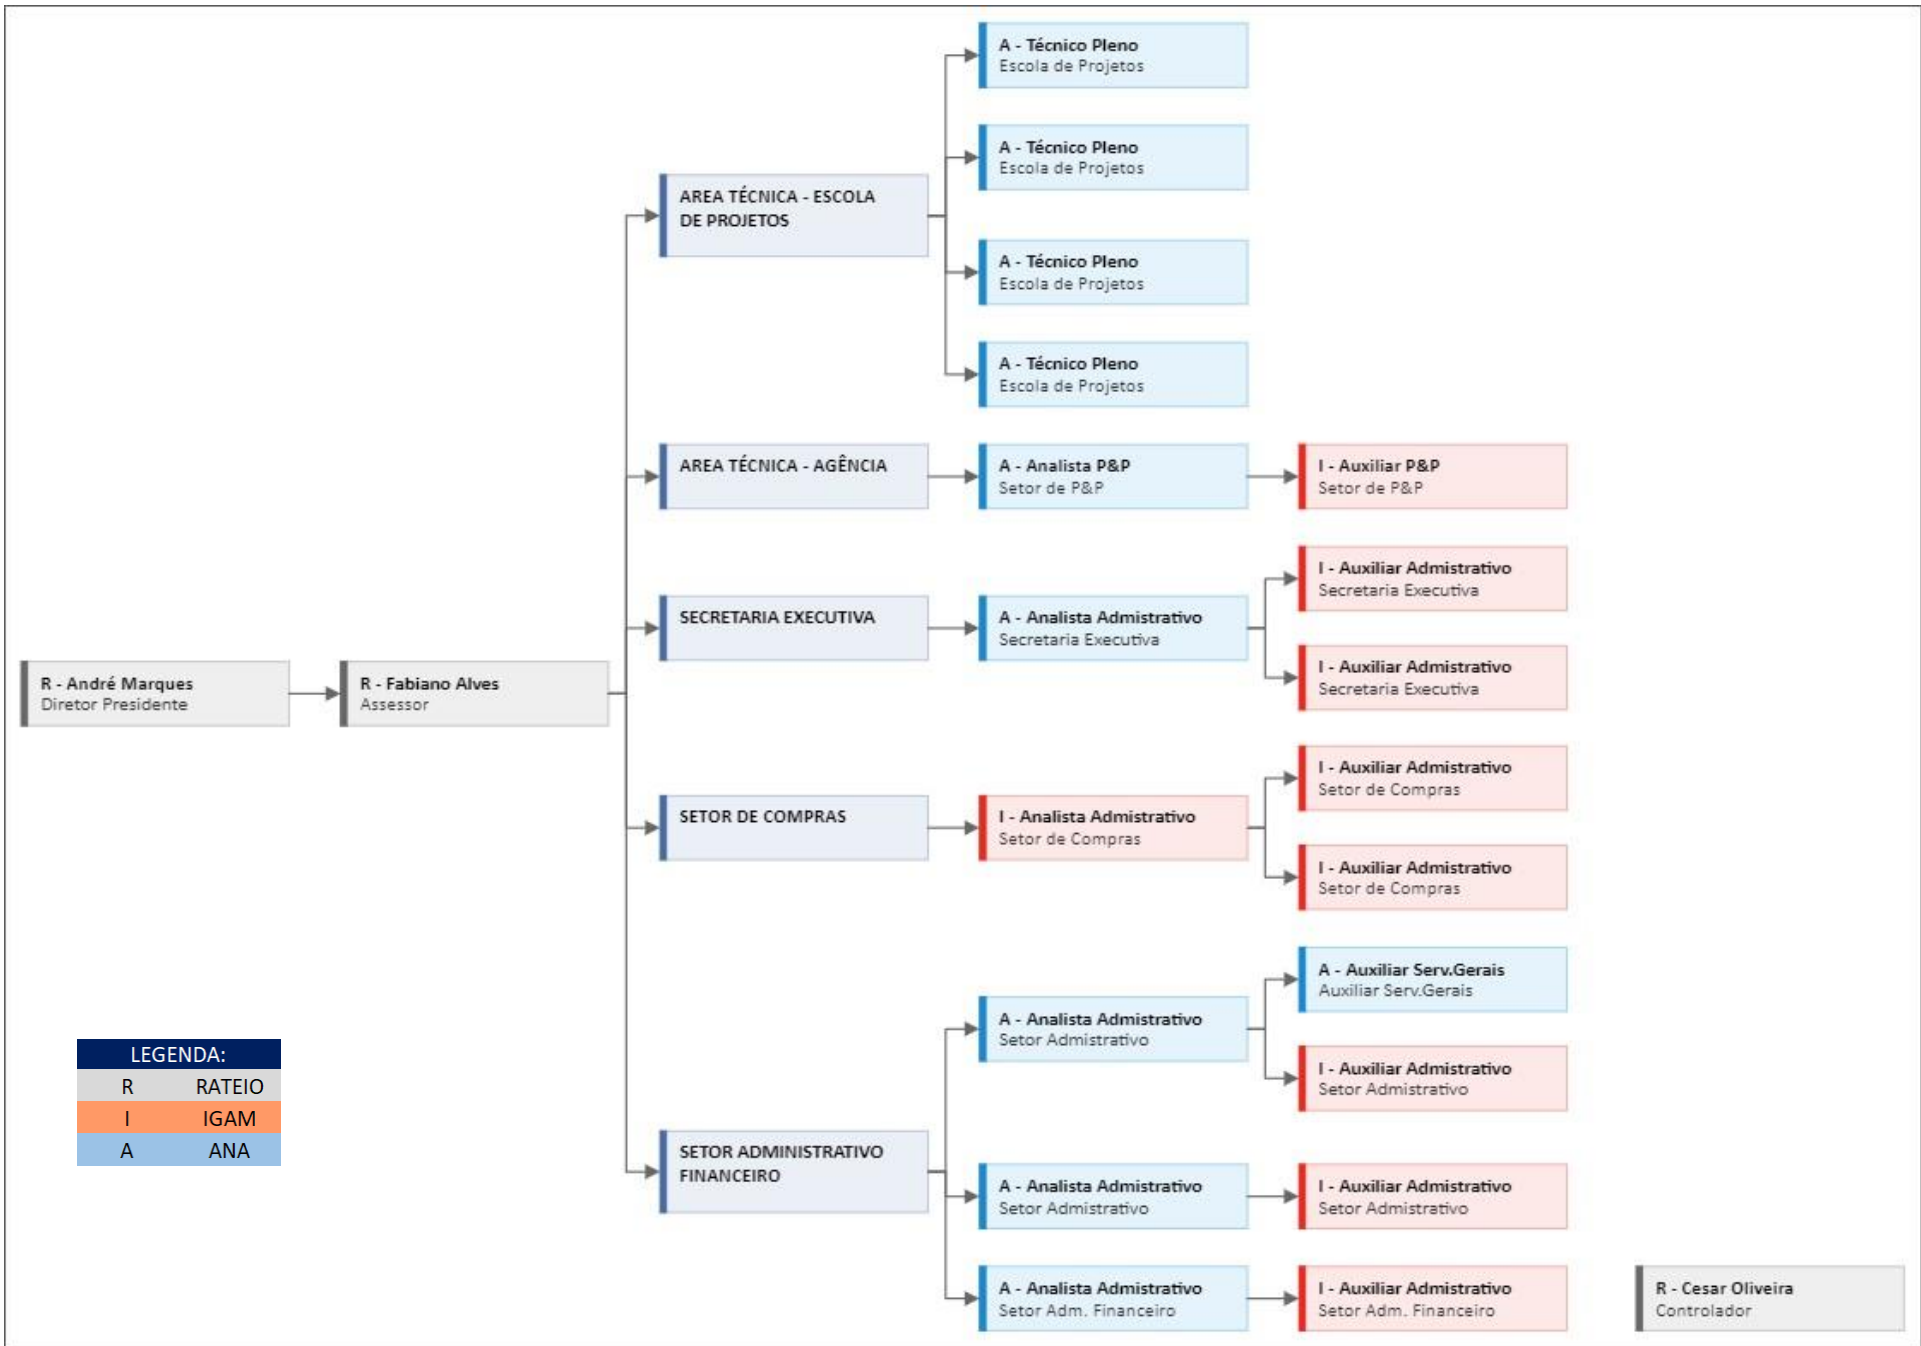 A - Técnico Pleno
Escola de Projetos
A - Técnico Pleno
Escola de Projetos
AREA TÉCNICA - ESCOLA
DE PROJETOS
A - Técnico Pleno
Escola de Projetos
A - Técnico Pleno
Escola de Projetos
AREA TÉCNICA - AGÊNCIA
A - Analista P&P
Setor de P&P
I - Auxiliar P&P
Setor de P&P
SECRETARIA EXECUTIVA
A - Analista Admistrativo
Secretaria Executiva
I - Auxiliar Admistrativo
Secretaria Executiva
I - Auxiliar Admistrativo
Secretaria Executiva
R - André Marques
Diretor Presidente
R - Fabiano Alves
Assessor
SETOR DE COMPRAS
I - Analista Admistrativo
Setor de Compras
I - Auxiliar Admistrativo
Setor de Compras
I - Auxiliar Admistrativo
Setor de Compras
SETOR ADMINISTRATIVO
FINANCEIRO
A - Analista Admistrativo
Setor Admistrativo
A - Auxiliar Serv.Gerais
Auxiliar Serv.Gerais
I - Auxiliar Admistrativo
Setor Admistrativo
A - Analista Admistrativo
Setor Admistrativo
I - Auxiliar Admistrativo
Setor Admistrativo
A - Analista Admistrativo
Setor Adm. Financeiro
I - Auxiliar Admistrativo
Setor Adm. Financeiro
R - Cesar Oliveira
Controlador
LEGENDA:
R RATEIO
I IGAM
A ANA